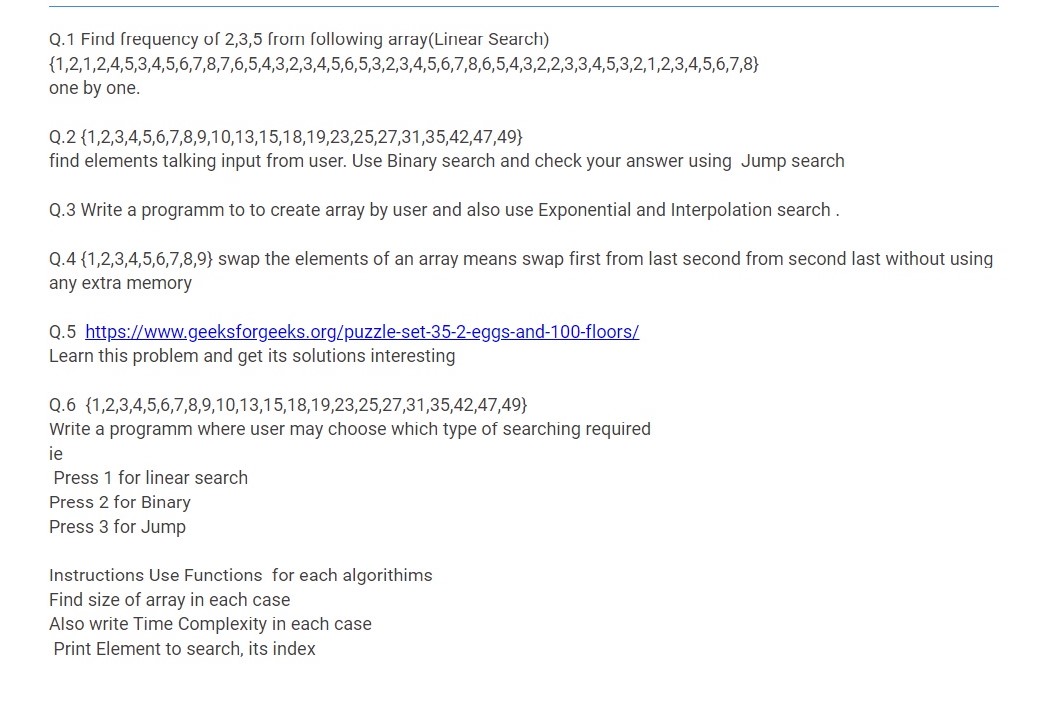 Q.1 Find frequency of 2,3,5 from following array(Linear Search)
{1,2,1,2,4,5,3,4,5,6,7,8,7,6,5,4,3,2,3,4,5,6,5,3,2,3,4,5,6,7,8,6,5,4,3,2,2,3,3,4,5,3,2,1,2,3,4,5,6,7,8}
one by one.
Q.2 {1,2,3,4,5,6,7,8,9,10,13,15,18,19,23,25,27,31,35,42,47,49}
find elements talking input from user. Use Binary search and check your answer using Jump search
Q.3 Write a programm to to create array by user and also use Exponential and Interpolation search .
Q.4 {1,2,3,4,5,6,7,8,9} swap the elements of an array means swap first from last second from second last without using
any extra memory
Q.5 https://www.geeksforgeeks.org/puzzle-set-35-2-eggs-and-100-floors/
Learn this problem and get its solutions interesting
Q.6 {1,2,3,4,5,6,7,8,9,10,13,15,18,19,23,25,27,31,35,42,47,49}
Write a programm where user may choose which type of searching required
ie
Press 1 for linear search
Press 2 for Binary
Press 3 for Jump
Instructions Use Functions for each algorithims
Find size of array in each case
Also write Time Complexity in each case
Print Element to search, its index